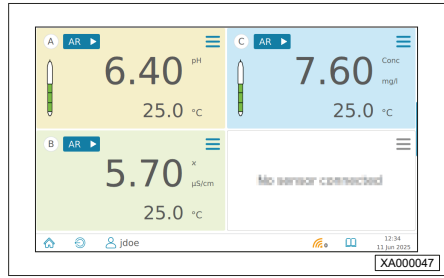 A AR
6.40 pH
25.0 °C
C AR
7.60 Conc
mg/l
25.0 °C
B AR
5.70 ϰ
µS/cm
25.0 °C
No sensor connected
jdoe
12:34
11 Jun 2025
XA000047